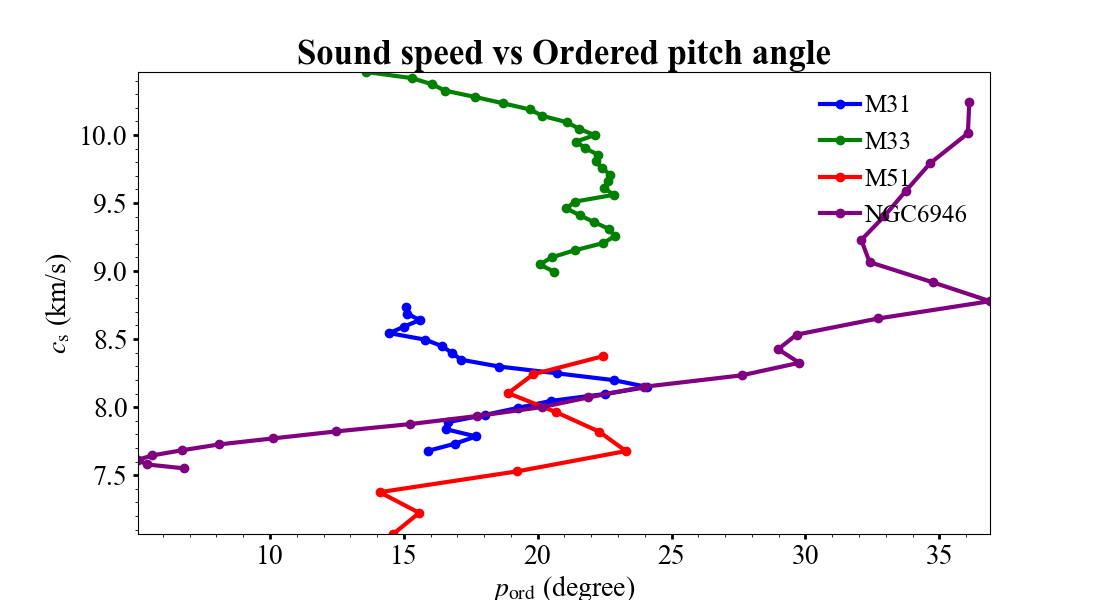 Sound speed vs Ordered pitch angle
M31
M33
M51
NGC6946
10.0
9.5
9.0
8.5
8.0
7.5
c_s (km/s)
10 15 20 25 30 35
p_ord (degree)